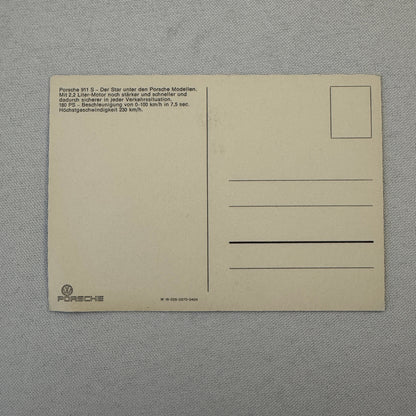 Porsche 911 S – Der Star unter den Porsche Modellen.
Mit 2,2 Liter-Motor noch stärker und schneller und
dadurch sicherer in jeder Verkehrssituation.
180 PS – Beschleunigung von 0-100 km/h in 7,5 sec.
Höchstgeschwindigkeit 230 km/h.
PORSCHE